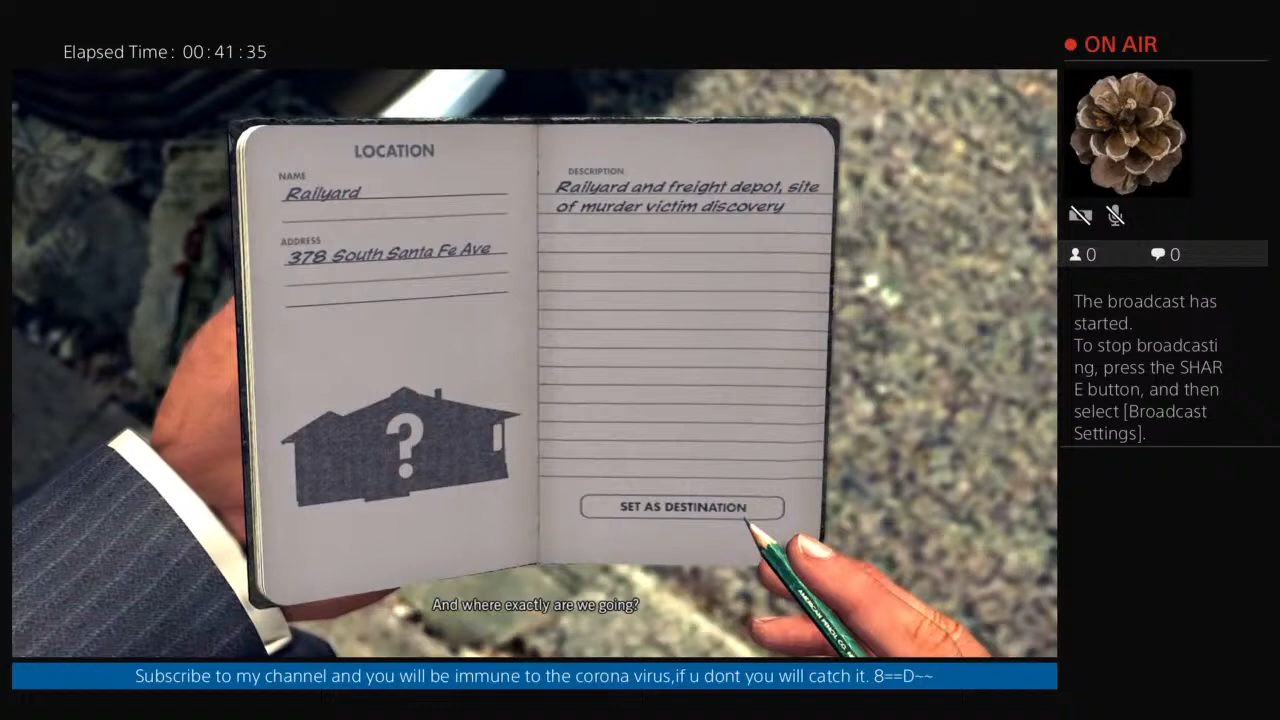 Elapsed Time: 00:41:35
ON AIR
0 0
The broadcast has
started.
To stop broadcasti
ng, press the SHAR
E button, and then
select [Broadcast
Settings].
LOCATION
NAME
Railyard
ADDRESS
378 South Santa Fe Ave
?
DESCRIPTION
Railyard and freight depot, site
of murder victim discovery
SET AS DESTINATION
AMERICAN PENCIL CO.
And where exactly are we going?
Subscribe to my channel and you will be immune to the corona virus,if u dont you will catch it. 8==D~~